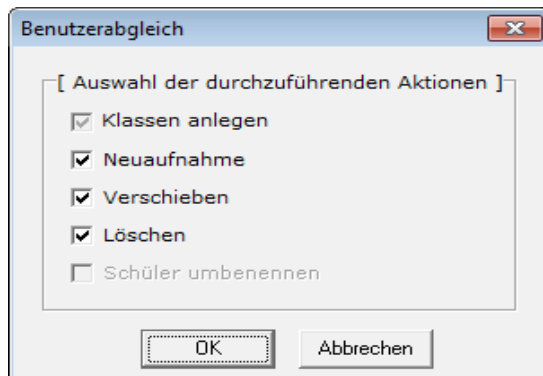 Benutzerabgleich
[ Auswahl der durchzuführenden Aktionen ]
Klassen anlegen
Neuaufnahme
Verschieben
Löschen
Schüler umbenennen
OK Abbrechen